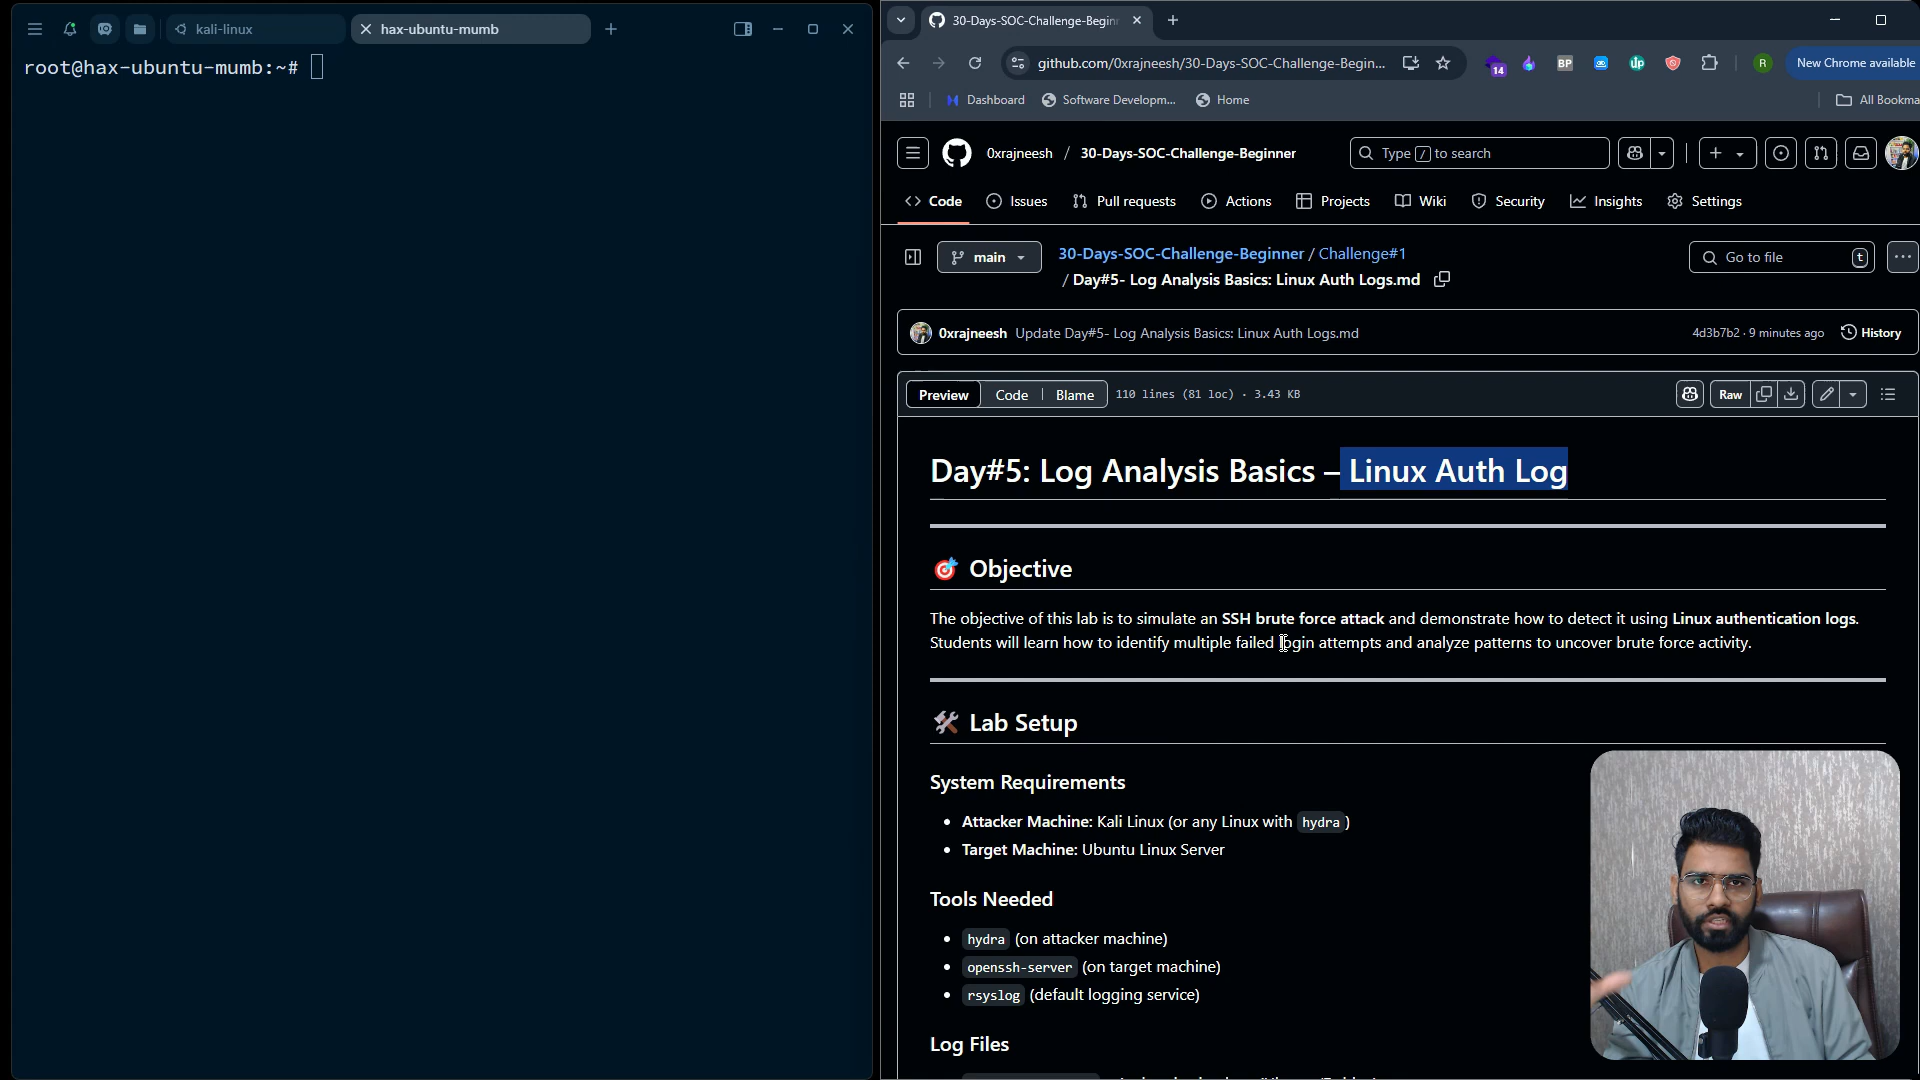 kali-linux
hax-ubuntu-mumb
root@hax-ubuntu-mumb:~#
30-Days-SOC-Challenge-Beginn
github.com/0xrajneesh/30-Days-SOC-Challenge-Begin...
14
BP
up
R
New Chrome available
Dashboard
Software Developm...
Home
All Bookma
0xrajneesh / 30-Days-SOC-Challenge-Beginner
Type / to search
Code
Issues
Pull requests
Actions
Projects
Wiki
Security
Insights
Settings
main
30-Days-SOC-Challenge-Beginner / Challenge#1
/ Day#5- Log Analysis Basics: Linux Auth Logs.md
Go to file
t
0xrajneesh Update Day#5- Log Analysis Basics: Linux Auth Logs.md
4d3b7b2 · 9 minutes ago
History
Preview
Code
Blame
110 lines (81 loc) · 3.43 KB
Raw
Day#5: Log Analysis Basics – Linux Auth Log
🎯 Objective
The objective of this lab is to simulate an SSH brute force attack and demonstrate how to detect it using Linux authentication logs.
Students will learn how to identify multiple failed login attempts and analyze patterns to uncover brute force activity.
🛠 Lab Setup
System Requirements
• Attacker Machine: Kali Linux (or any Linux with hydra )
• Target Machine: Ubuntu Linux Server
Tools Needed
• hydra (on attacker machine)
• openssh-server (on target machine)
• rsyslog (default logging service)
Log Files